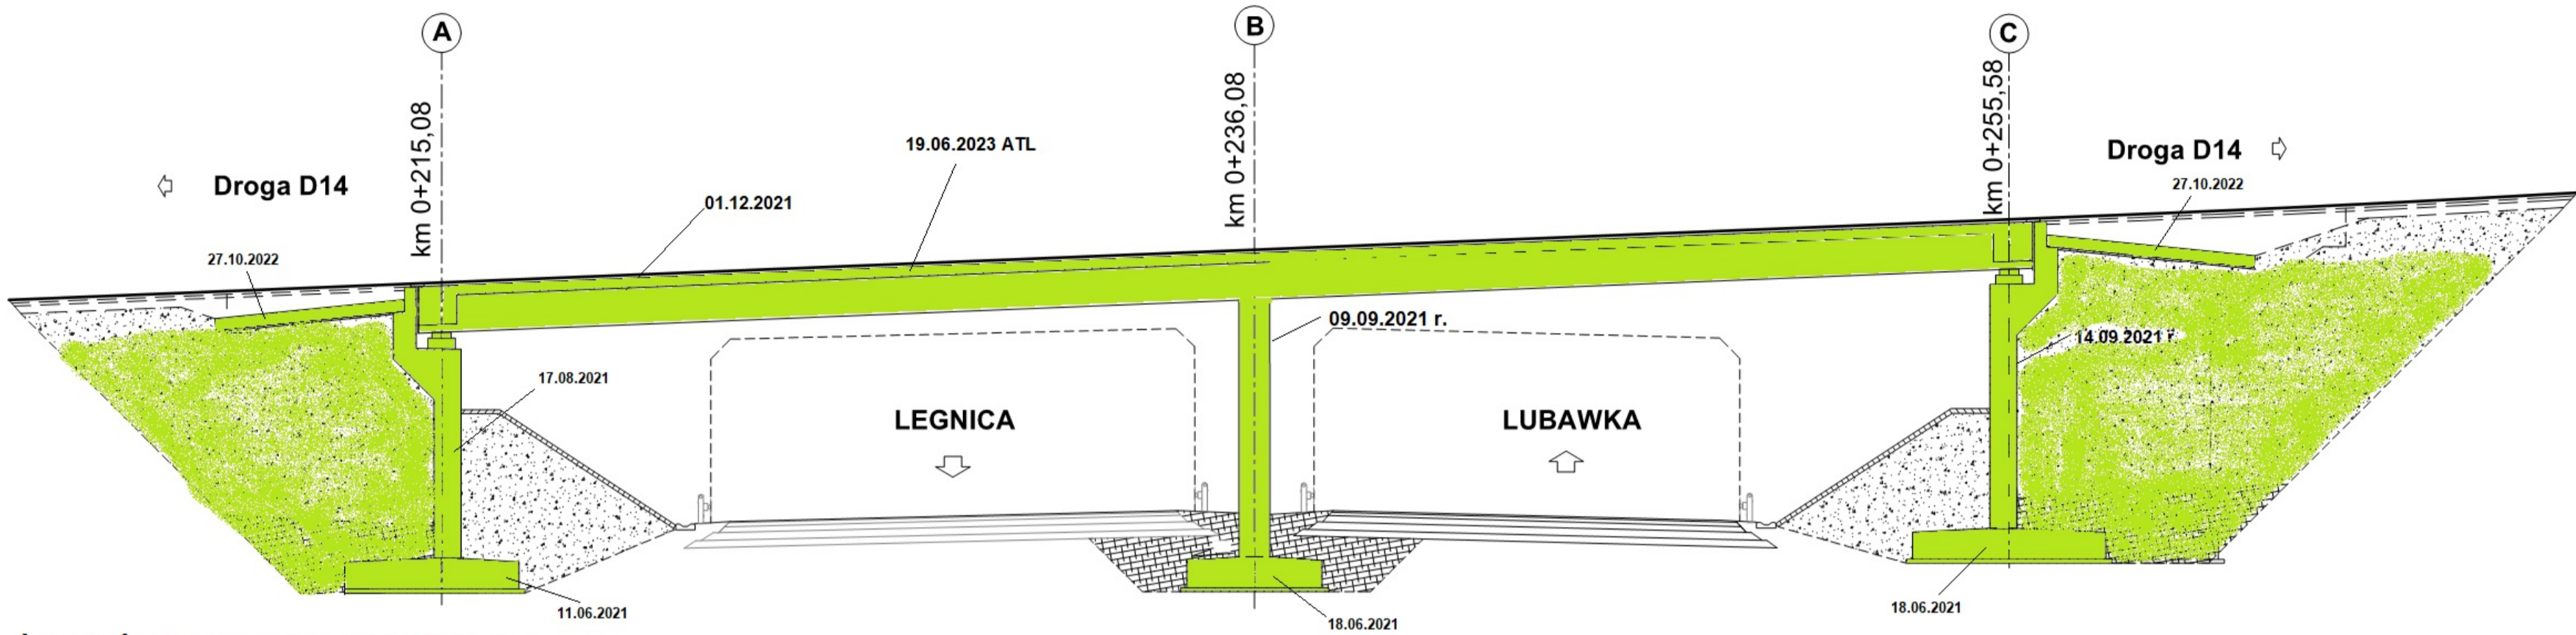 A
B
C
km 0+215,08
km 0+236,08
km 0+255,58
19.06.2023 ATL
Droga D14
Droga D14
27.10.2022
01.12.2021
27.10.2022
09.09.2021 r.
14.09.2021 r
17.08.2021
LEGNICA
LUBAWKA
11.06.2021
18.06.2021
18.06.2021